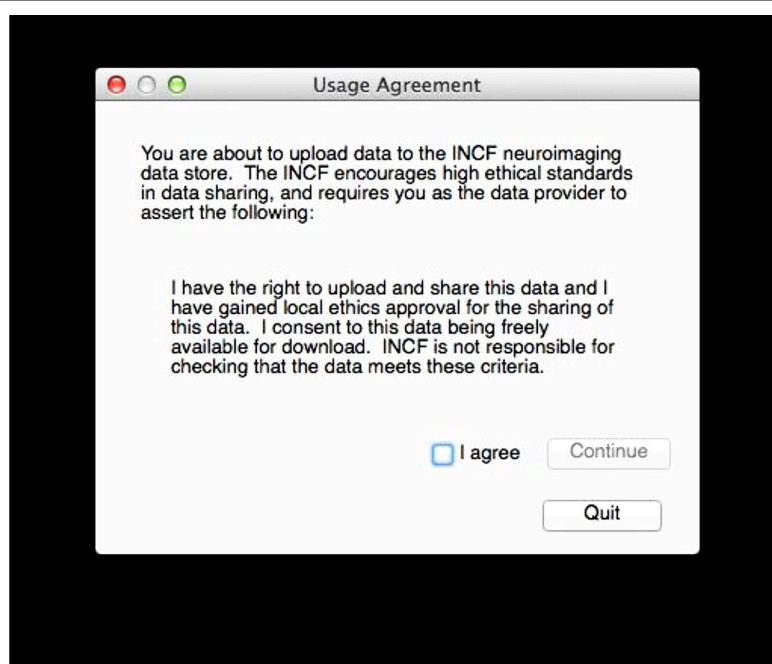 Usage Agreement
You are about to upload data to the INCF neuroimaging
data store.  The INCF encourages high ethical standards
in data sharing, and requires you as the data provider to
assert the following:
I have the right to upload and share this data and I
have gained local ethics approval for the sharing of
this data.  I consent to this data being freely
available for download.  INCF is not responsible for
checking that the data meets these criteria.
I agree
Continue
Quit